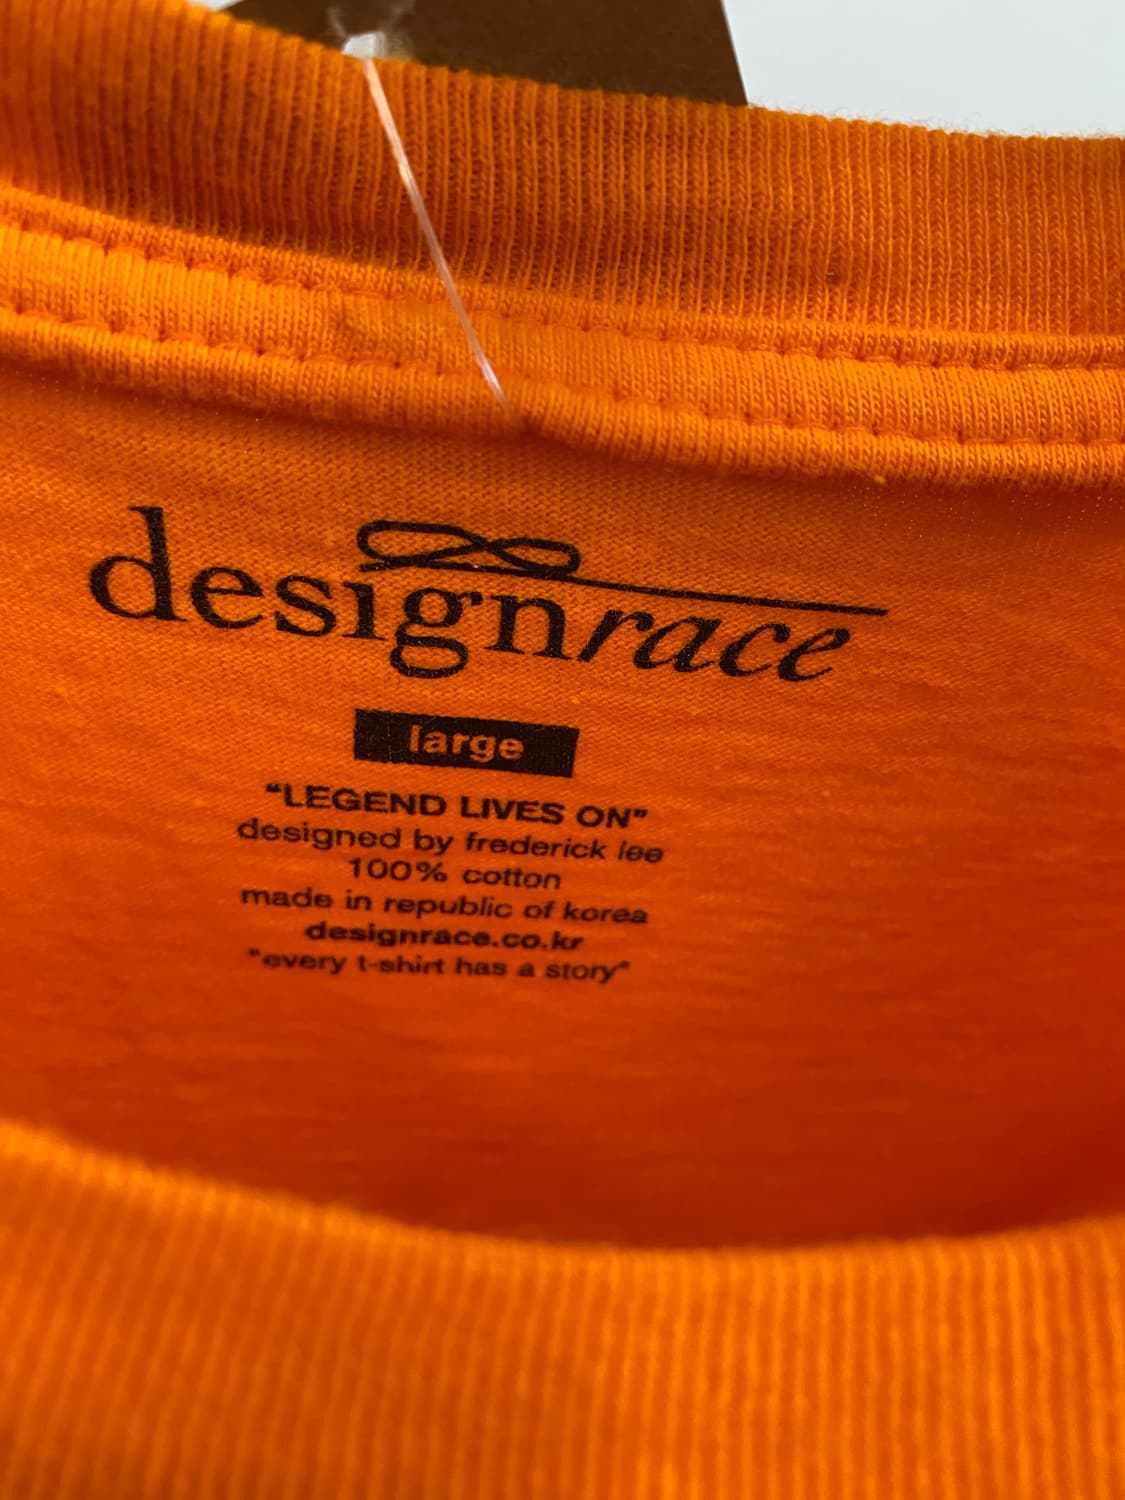 designrace
large
“LEGEND LIVES ON”
designed by frederick lee
100% cotton
made in republic of korea
designrace.co.kr
"every t-shirt has a story"